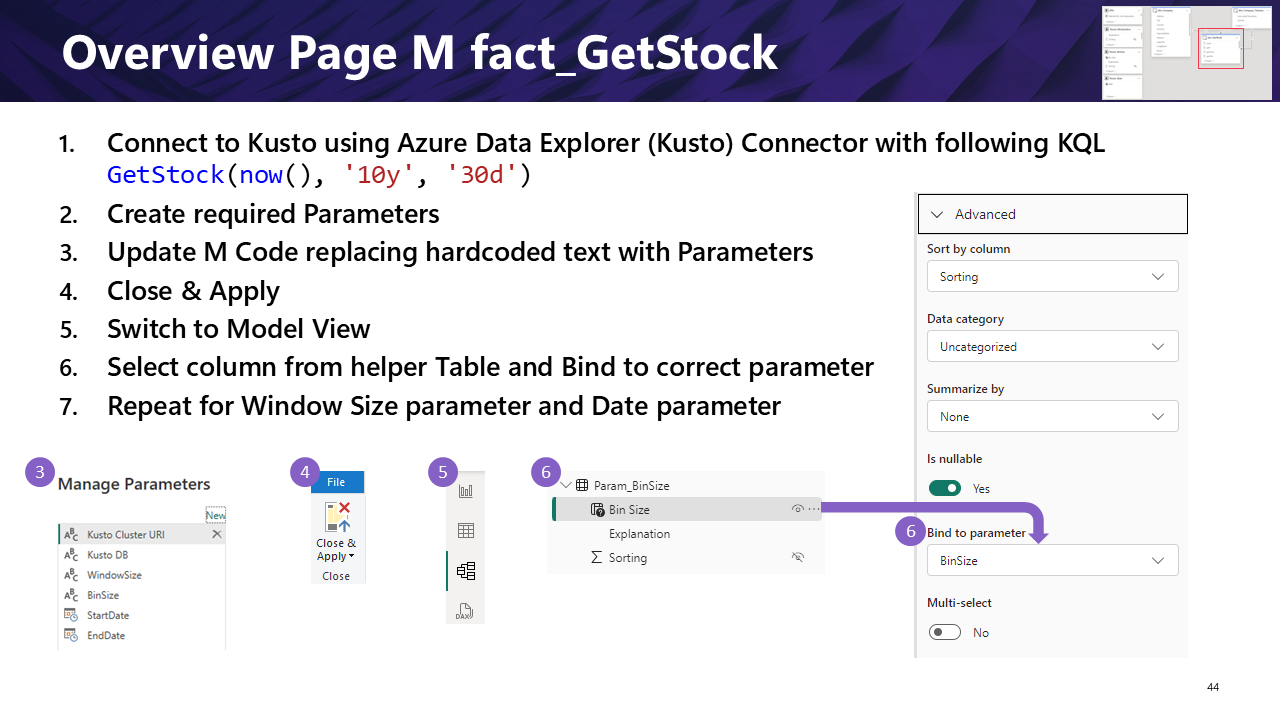 Overview Page M fact_GetStock
1. Connect to Kusto using Azure Data Explorer (Kusto) Connector with following KQL
GetStock(now(), '10y', '30d')
2. Create required Parameters
3. Update M Code replacing hardcoded text with Parameters
4. Close & Apply
5. Switch to Model View
6. Select column from helper Table and Bind to correct parameter
7. Repeat for Window Size parameter and Date parameter
3
Manage Parameters
New
Kusto Cluster URI
Kusto DB
WindowSize
BinSize
StartDate
EndDate
4
File
Close &
Apply
Close
5
DAX
6
Param_BinSize
Bin Size
Explanation
Sorting
Advanced
Sort by column
Sorting
Data category
Uncategorized
Summarize by
None
Is nullable
Yes
6
Bind to parameter
BinSize
Multi-select
No
44